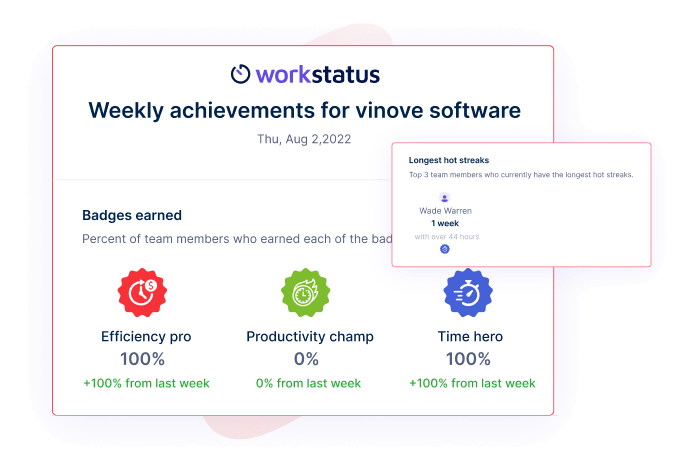 workstatus
Weekly achievements for vinove software
Thu, Aug 2,2022
Longest hot streaks
Top 3 team members who currently have the longest hot streaks.
Wade Warren
1 week
with over 44 hours
Badges earned
Percent of team members who earned each of the bad
$
Efficiency pro
100%
+100% from last week
Productivity champ
0%
0% from last week
Time hero
100%
+100% from last week